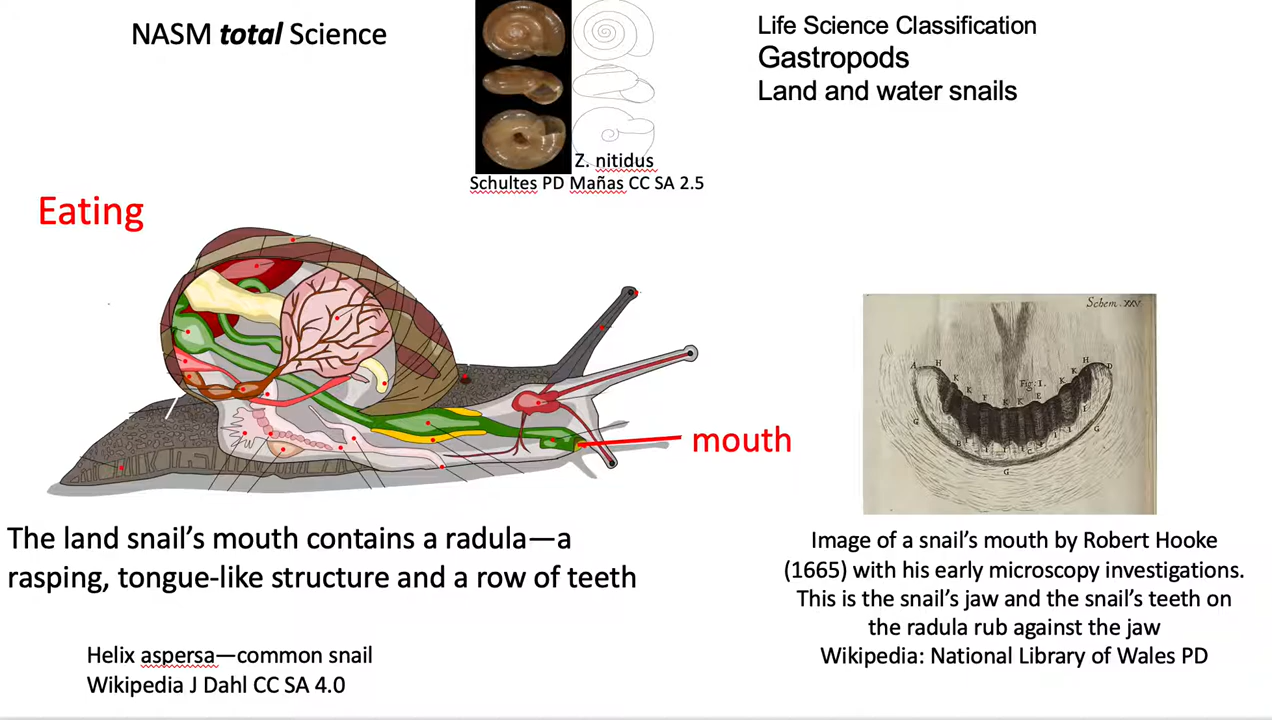 NASM total Science
Life Science Classification
Gastropods
Land and water snails
Z. nitidus
Schultes PD Mañas CC SA 2.5
Eating
mouth
Schem. XXV
Fig: 1.
The land snail’s mouth contains a radula—a
rasping, tongue-like structure and a row of teeth
Helix aspersa—common snail
Wikipedia J Dahl CC SA 4.0
Image of a snail’s mouth by Robert Hooke
(1665) with his early microscopy investigations.
This is the snail’s jaw and the snail’s teeth on
the radula rub against the jaw
Wikipedia: National Library of Wales PD